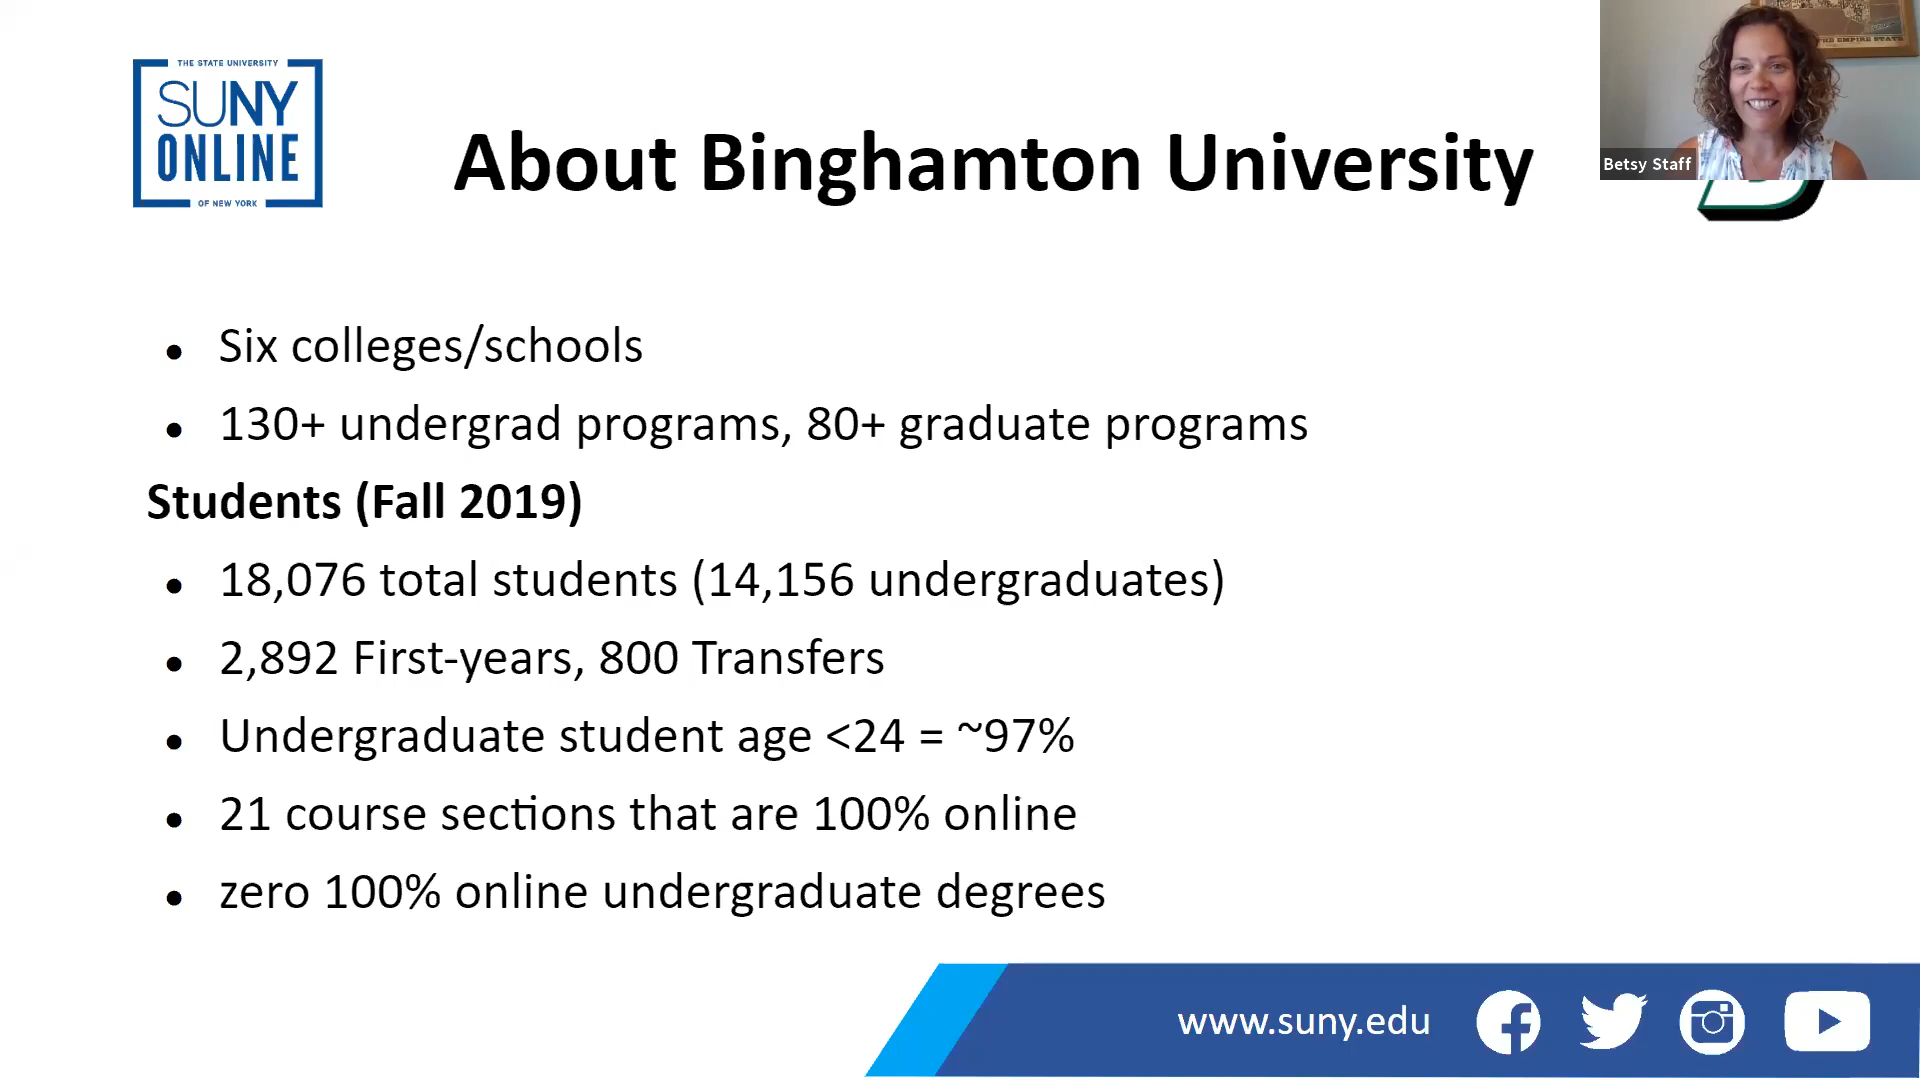 THE STATE UNIVERSITY
SUNY
ONLINE
OF NEW YORK
About Binghamton University
THE EMPIRE STATE
Betsy Staff
• Six colleges/schools
• 130+ undergrad programs, 80+ graduate programs
Students (Fall 2019)
• 18,076 total students (14,156 undergraduates)
• 2,892 First-years, 800 Transfers
• Undergraduate student age <24 = ~97%
• 21 course sections that are 100% online
• zero 100% online undergraduate degrees
www.suny.edu